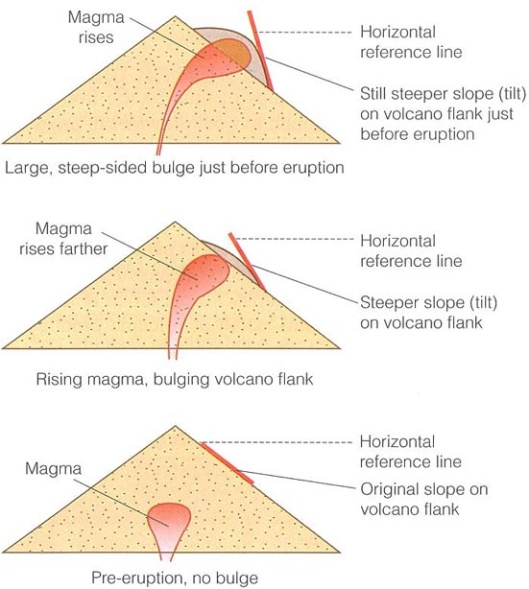 Magma
rises
Horizontal
reference line
Still steeper slope (tilt)
on volcano flank just
before eruption
Large, steep-sided bulge just before eruption
Magma
rises farther
Horizontal
reference line
Steeper slope (tilt)
on volcano flank
Rising magma, bulging volcano flank
Magma
Horizontal
reference line
Original slope on
volcano flank
Pre-eruption, no bulge